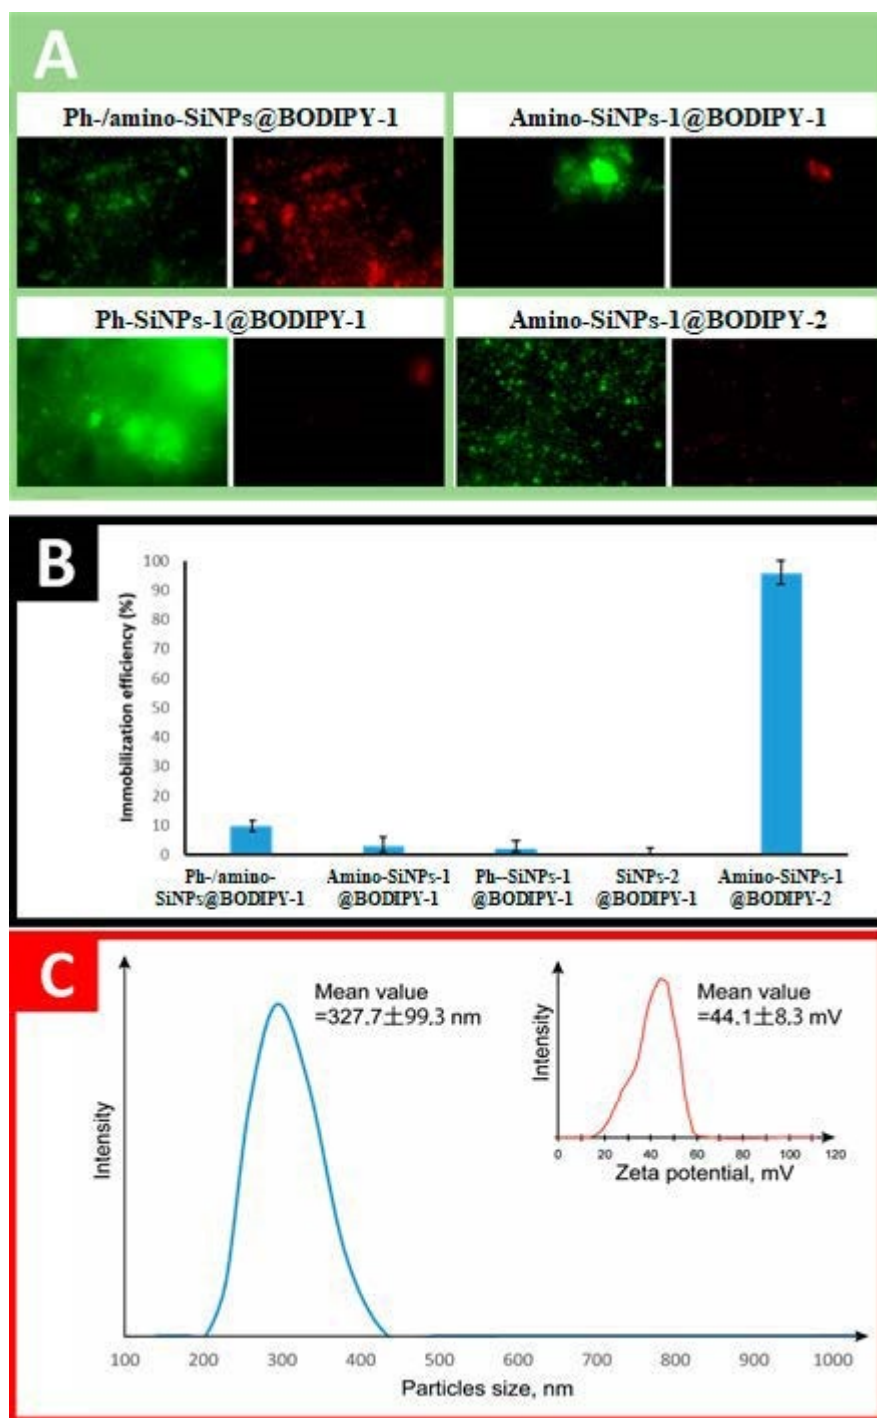 A
Ph-/amino-SiNPs@BODIPY-1
Amino-SiNPs-1@BODIPY-1
Ph-SiNPs-1@BODIPY-1
Amino-SiNPs-1@BODIPY-2
B
Immobilization efficiency (%)
100
90
80
70
60
50
40
30
20
10
0
Ph-/amino-
SiNPs@BODIPY-1
Amino-SiNPs-1
@BODIPY-1
Ph--SiNPs-1
@BODIPY-1
SiNPs-2
@BODIPY-1
Amino-SiNPs-1
@BODIPY-2
C
Intensity
Mean value
=327.7±99.3 nm
100 200 300 400 500 600 700 800 900 1000
Particles size, nm
Intensity
Mean value
=44.1±8.3 mV
0 20 40 60 80 100 120
Zeta potential, mV